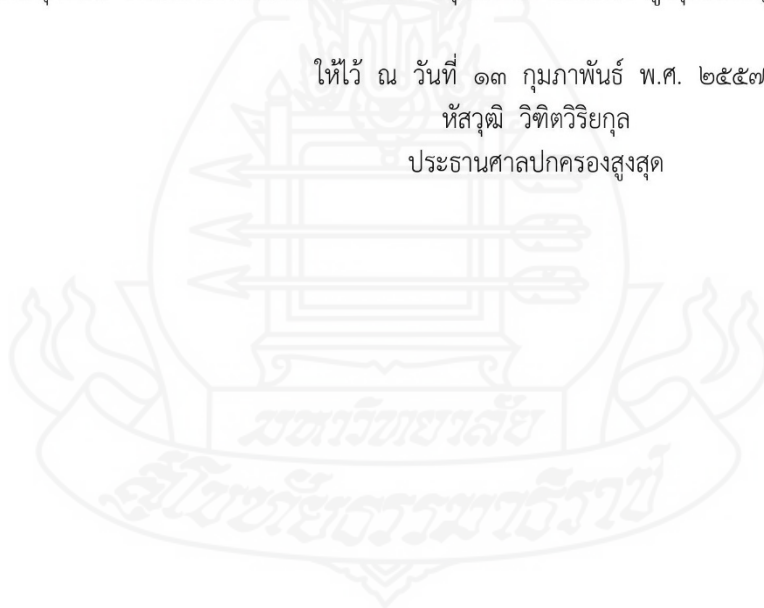 ให้ไว้ ณ วันที่ ๑๓ กุมภาพันธ์ พ.ศ. ๒๕๕๗
หัสวุฒิ วิฑิตวิริยกุล
ประธานศาลปกครองสูงสุด
มหาวิทยาลัย
สุโขทัยธรรมาธิราช